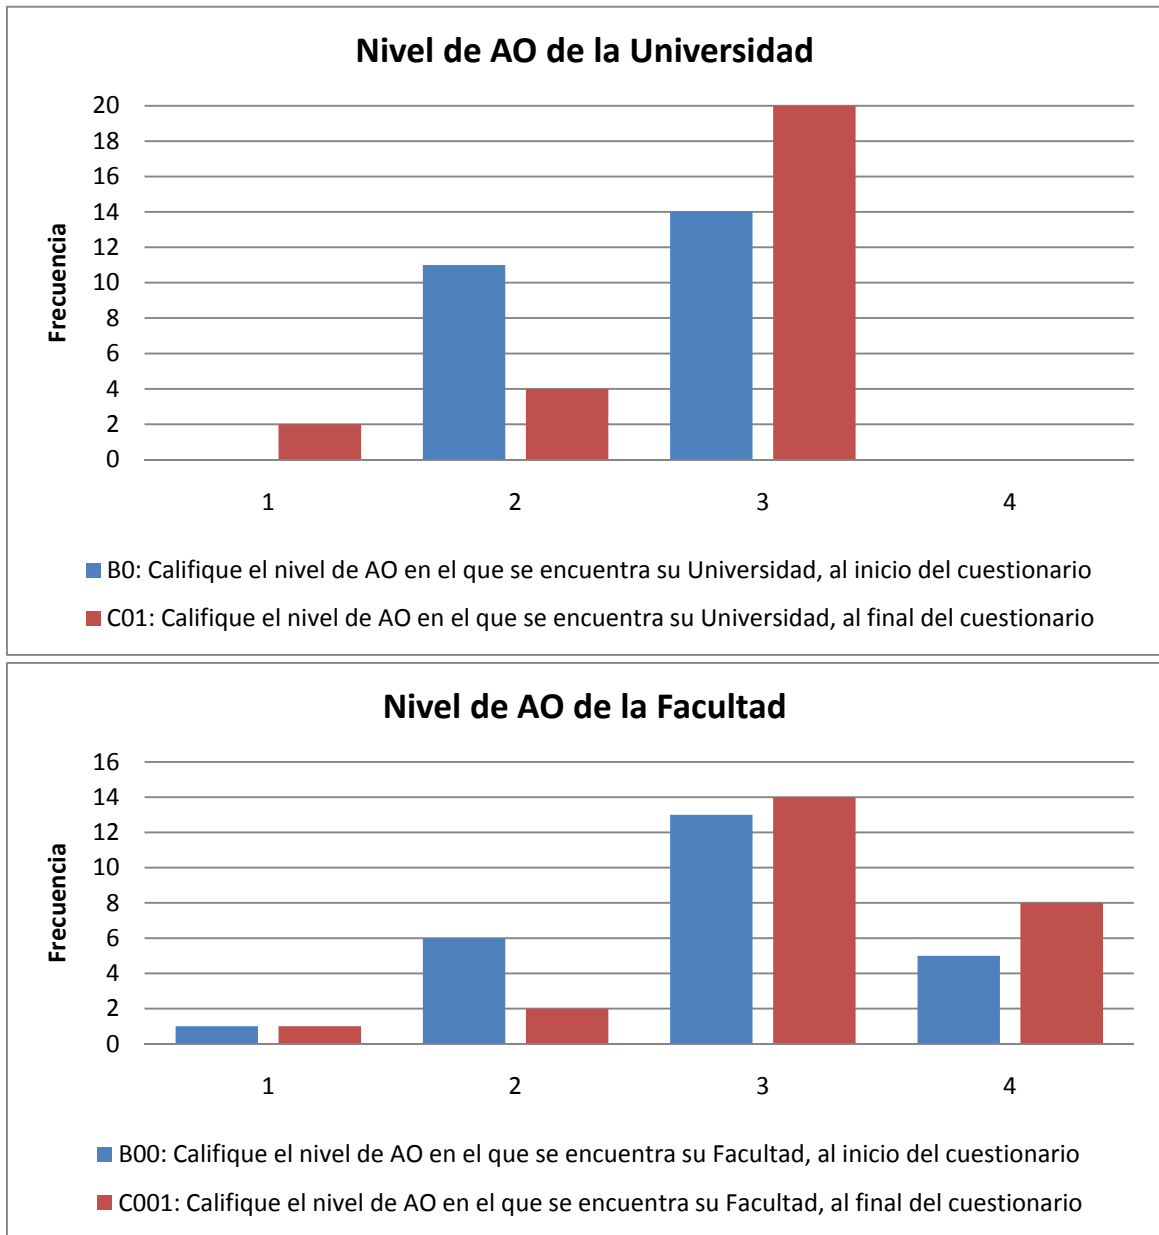 Nivel de AO de la Universidad
20
18
16
14
12
10
8
6
4
2
0
Frecuencia
1 2 3 4
B0: Califique el nivel de AO en el que se encuentra su Universidad, al inicio del cuestionario
C01: Califique el nivel de AO en el que se encuentra su Universidad, al final del cuestionario
Nivel de AO de la Facultad
16
14
12
10
8
6
4
2
0
Frecuencia
1 2 3 4
B00: Califique el nivel de AO en el que se encuentra su Facultad, al inicio del cuestionario
C001: Califique el nivel de AO en el que se encuentra su Facultad, al final del cuestionario